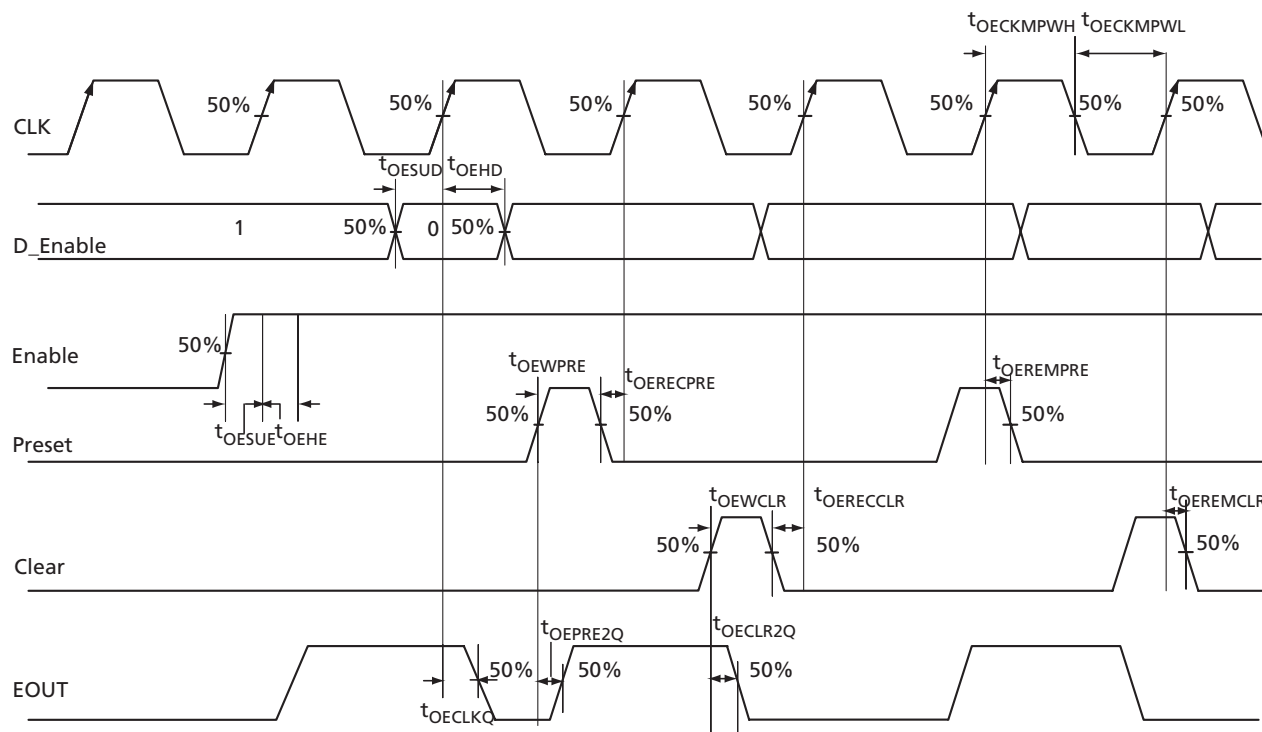 tOECKMPWH tOECKMPWL
50% 50% 50% 50% 50% 50% 50%
CLK
tOESUD tOEHD
1 50% 0 50%
D_Enable
50%
Enable
tOESUE tOEHE
tOEWPRE tOERECPRE tOEREMPRE
50% 50% 50%
Preset
tOEWCLR tOERECCLR tOEREMCLR
50% 50% 50%
Clear
tOEPRE2Q tOECLR2Q
50% 50% 50%
EOUT
tOECLKQ